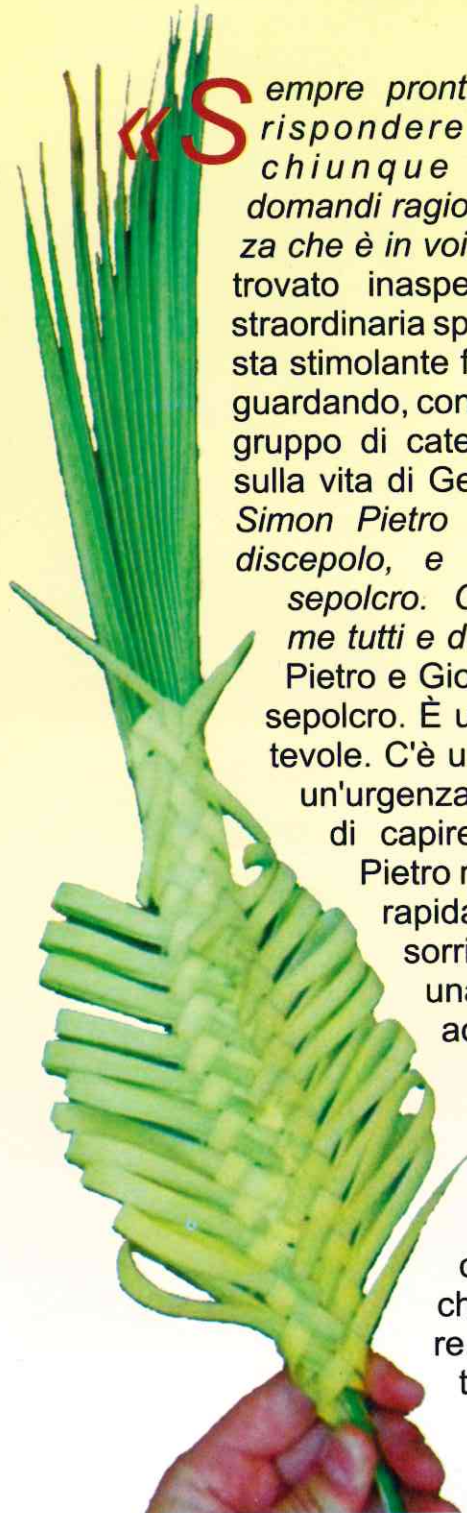 «Sempre pront
rispondere
chiunque
domandi ragio
za che è in voi
trovato inaspe
straordinaria sp
sta stimolante f
guardando, con
gruppo di cate
sulla vita di Ge
Simon Pietro
discepolo, e
sepolcro. C
me tutti e d
Pietro e Gio
sepolcro. È u
tevole. C'è u
un'urgenza
di capire
Pietro r
rapida
sorri
una
ac
c
ch
re
t